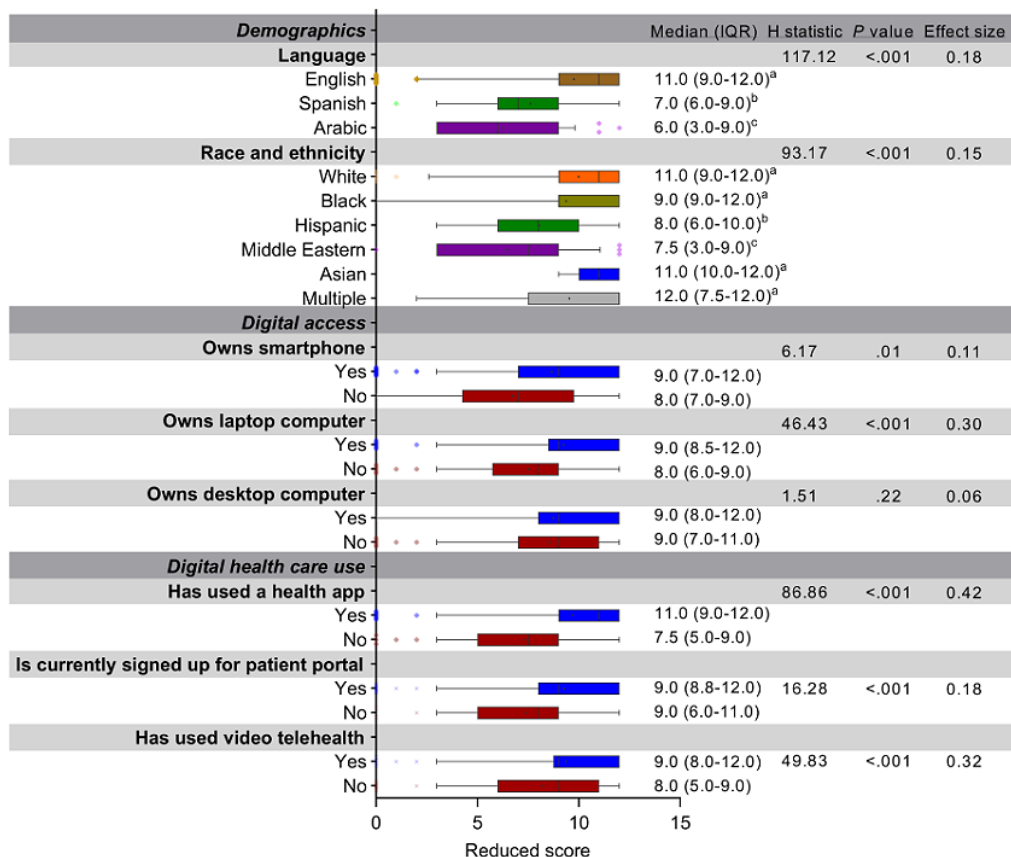 Demographics Median (IQR) H statistic P value Effect size
Language 117.12 <.001 0.18
English 11.0 (9.0-12.0)a
Spanish 7.0 (6.0-9.0)b
Arabic 6.0 (3.0-9.0)c
Race and ethnicity 93.17 <.001 0.15
White 11.0 (9.0-12.0)a
Black 9.0 (9.0-12.0)a
Hispanic 8.0 (6.0-10.0)b
Middle Eastern 7.5 (3.0-9.0)c
Asian 11.0 (10.0-12.0)a
Multiple 12.0 (7.5-12.0)a
Digital access
Owns smartphone 6.17 .01 0.11
Yes 9.0 (7.0-12.0)
No 8.0 (7.0-9.0)
Owns laptop computer 46.43 <.001 0.30
Yes 9.0 (8.5-12.0)
No 8.0 (6.0-9.0)
Owns desktop computer 1.51 .22 0.06
Yes 9.0 (8.0-12.0)
No 9.0 (7.0-11.0)
Digital health care use
Has used a health app 86.86 <.001 0.42
Yes 11.0 (9.0-12.0)
No 7.5 (5.0-9.0)
Is currently signed up for patient portal
Yes 9.0 (8.8-12.0) 16.28 <.001 0.18
No 9.0 (6.0-11.0)
Has used video telehealth
Yes 9.0 (8.0-12.0) 49.83 <.001 0.32
No 8.0 (5.0-9.0)
0 5 10 15
Reduced score